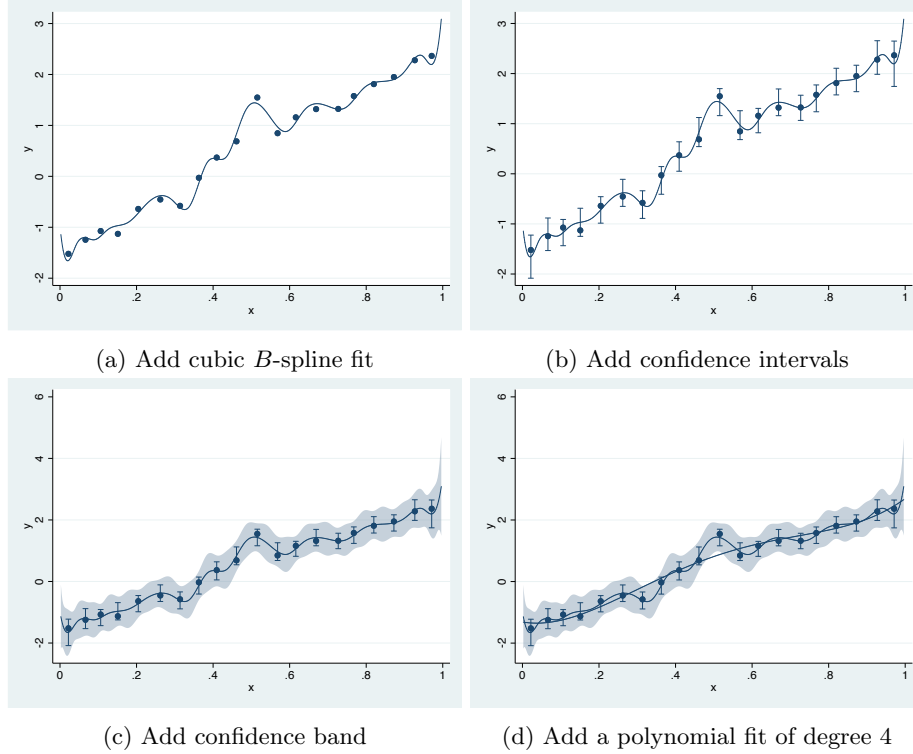 3
2
1
0
-1
-2
y
0 .2 .4 .6 .8 1
x
(a) Add cubic B-spline fit
3
2
1
0
-1
-2
y
0 .2 .4 .6 .8 1
x
(b) Add confidence intervals
6
4
2
0
-2
y
0 .2 .4 .6 .8 1
x
(c) Add confidence band
6
4
2
0
-2
y
0 .2 .4 .6 .8 1
x
(d) Add a polynomial fit of degree 4